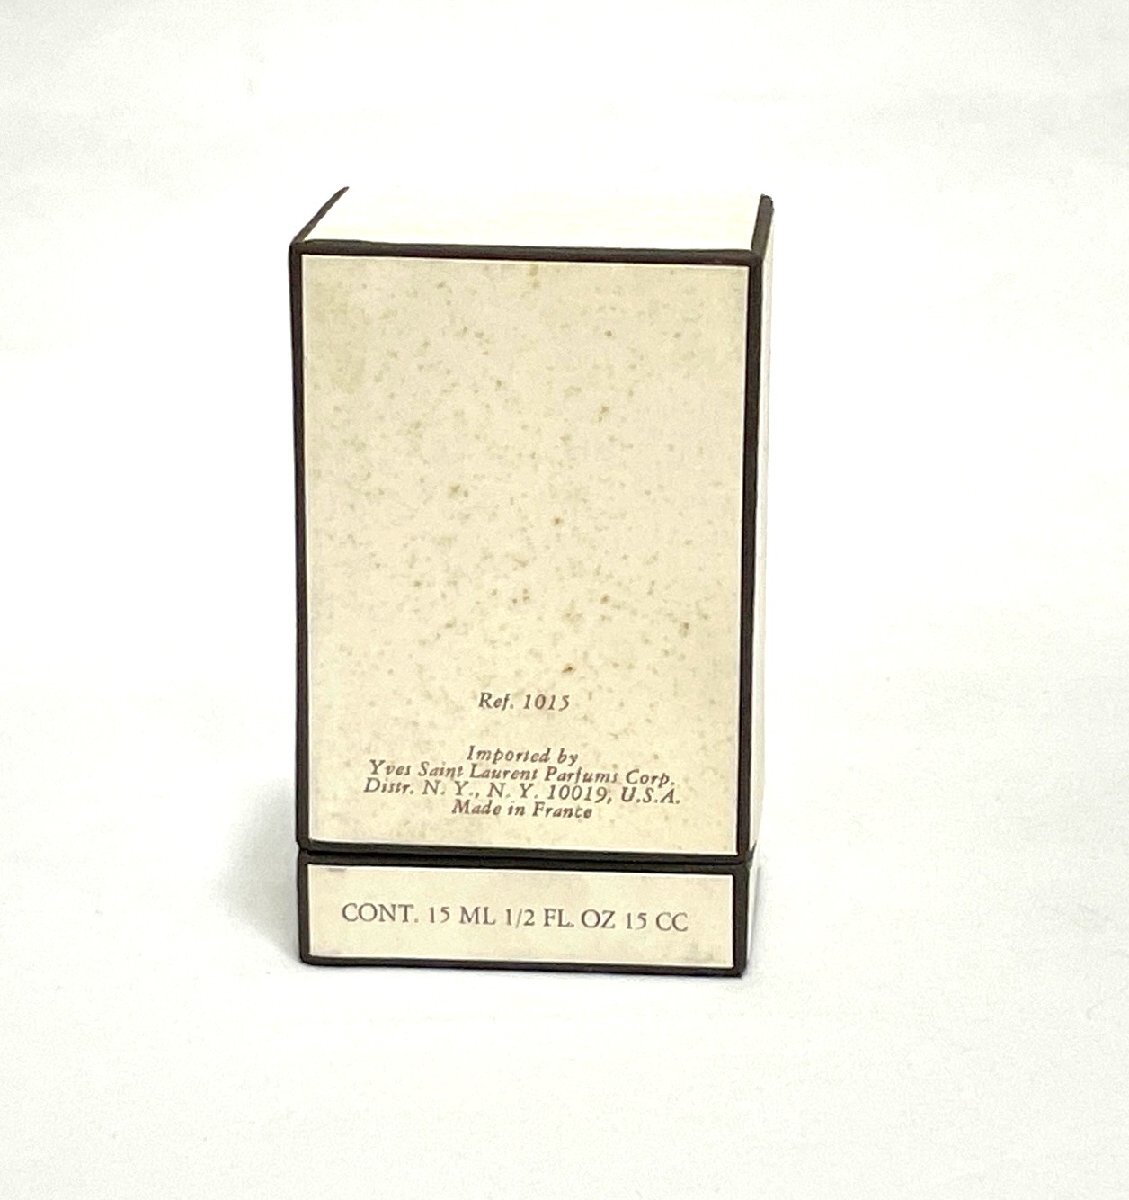 Ref. 1015
Imported by
Yves Saint Laurent Parfums Corp.
Distr. N. Y., N. Y. 10019, U.S.A.
Made in France
CONT. 15 ML 1/2 FL. OZ 15 CC